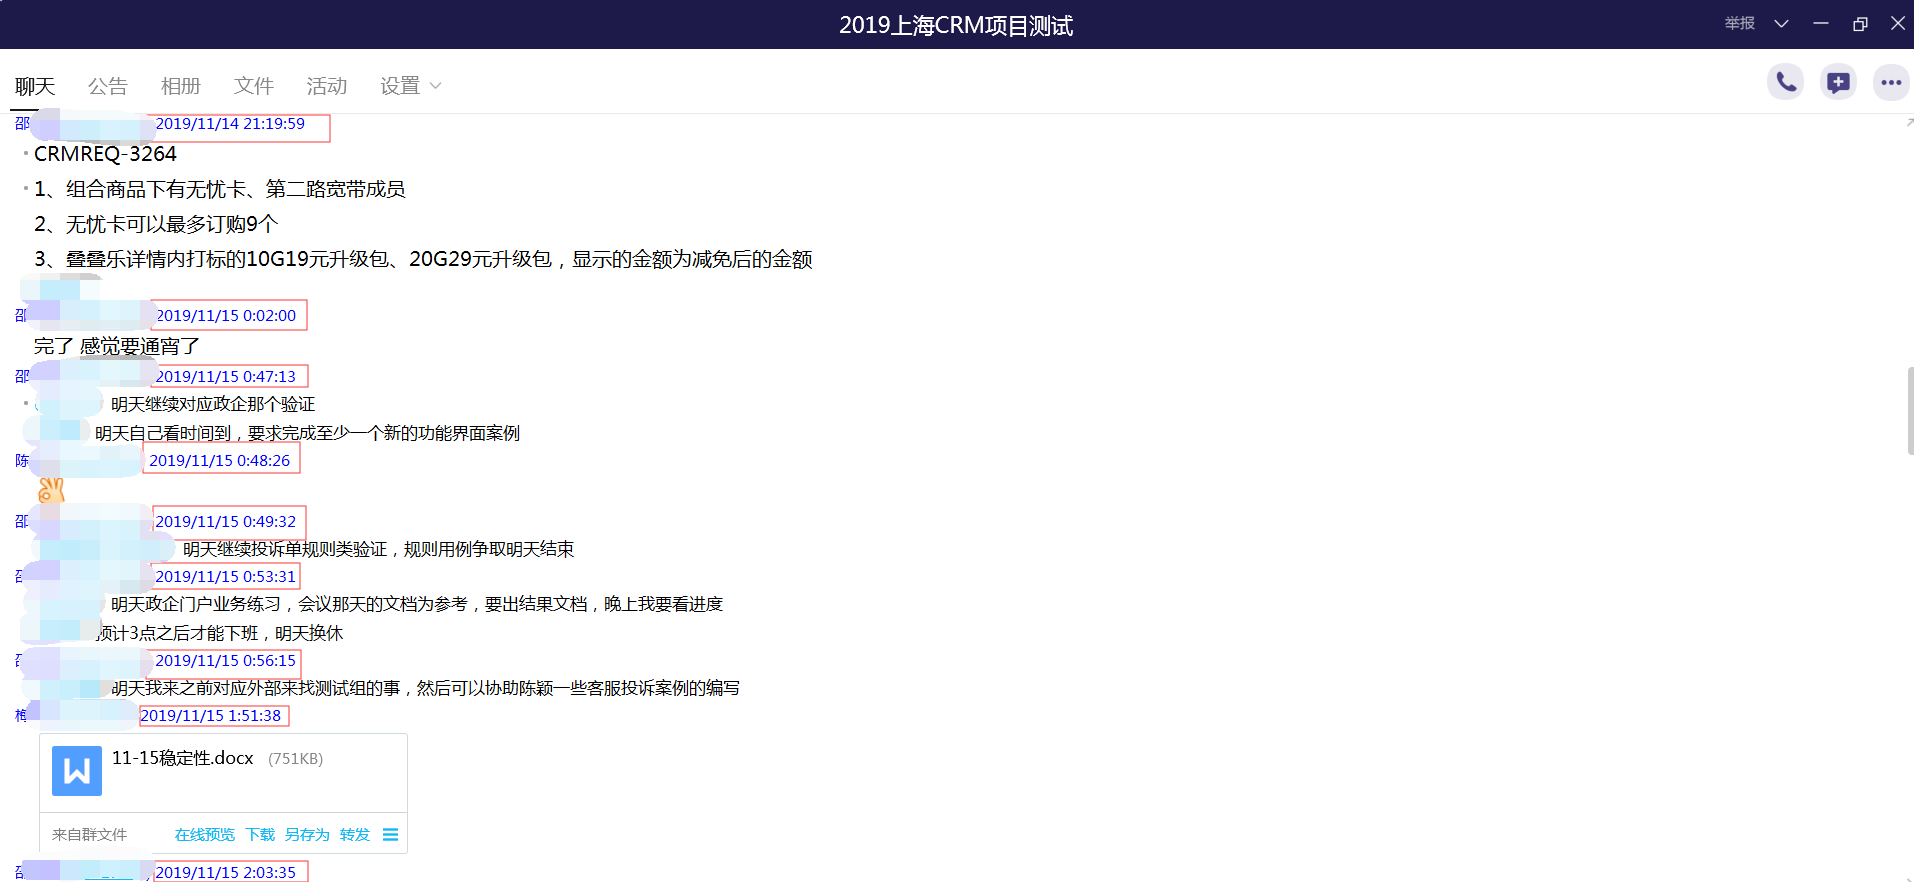 2019上海CRM项目测试
举报
聊天 公告 相册 文件 活动 设置
邵 2019/11/14 21:19:59
CRMREQ-3264
1、组合商品下有无忧卡、第二路宽带成员
2、无忧卡可以最多订购9个
3、叠叠乐详情内打标的10G19元升级包、20G29元升级包，显示的金额为减免后的金额
邵 2019/11/15 0:02:00
完了 感觉要通宵了
邵 2019/11/15 0:47:13
明天继续对应政企那个验证
明天自己看时间到，要求完成至少一个新的功能界面案例
陈 2019/11/15 0:48:26
邵 2019/11/15 0:49:32
明天继续投诉单规则类验证，规则用例争取明天结束
2019/11/15 0:53:31
明天政企门户业务练习，会议那天的文档为参考，要出结果文档，晚上我要看进度
预计3点之后才能下班，明天换休
2019/11/15 0:56:15
明天我来之前对应外部来找测试组的事，然后可以协助陈颖一些客服投诉案例的编写
梅 2019/11/15 1:51:38
W
11-15稳定性.docx (751KB)
来自群文件 在线预览 下载 另存为 转发
2019/11/15 2:03:35